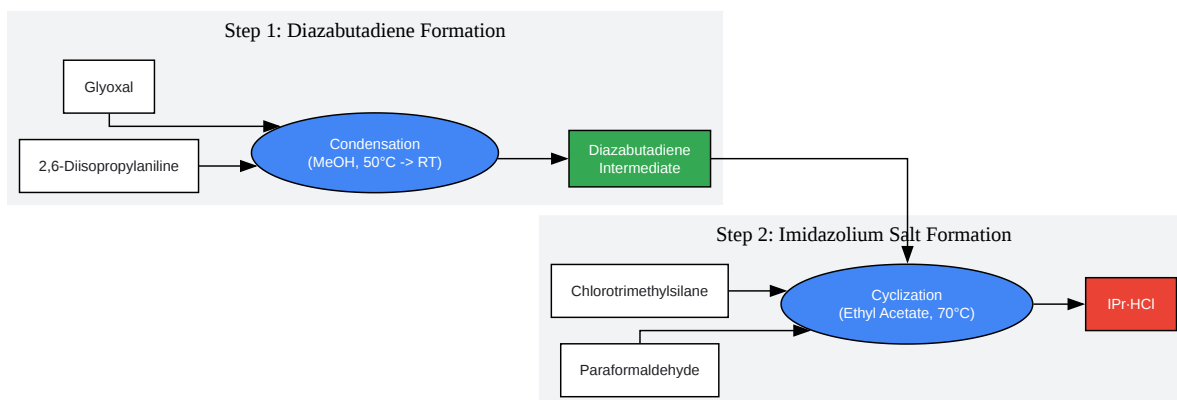 Step 1: Diazabutadiene Formation
Glyoxal
2,6-Diisopropylaniline
Condensation
(MeOH, 50°C -> RT)
Diazabutadiene
Intermediate
Step 2: Imidazolium Salt Formation
Chlorotrimethylsilane
Paraformaldehyde
Cyclization
(Ethyl Acetate, 70°C)
IPr·HCl